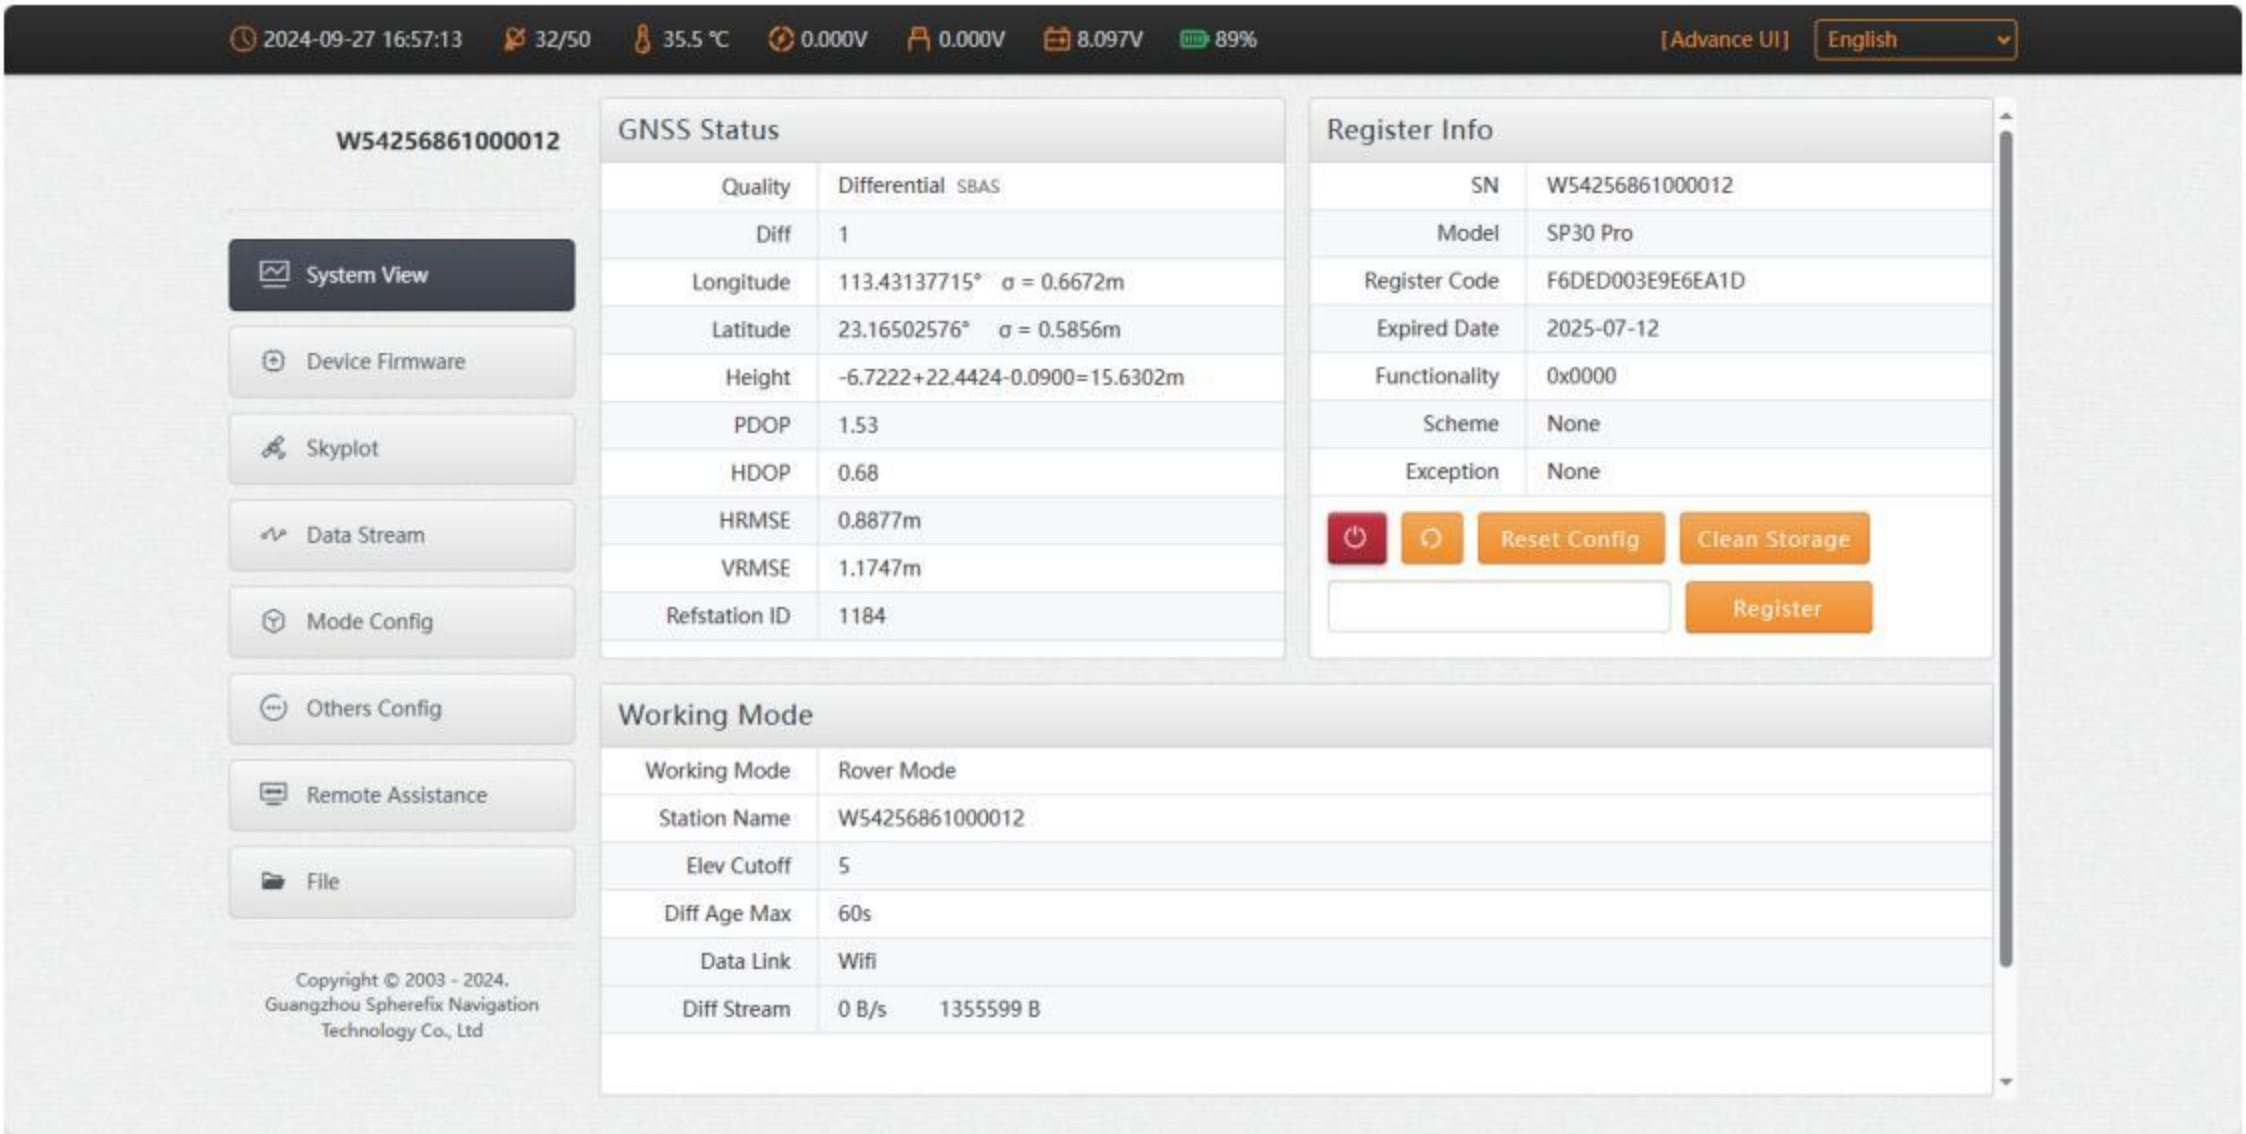 2024-09-27 16:57:13 32/50 35.5 ℃ 0.000V 0.000V 8.097V 89% [Advance UI] English
W54256861000012
System View
Device Firmware
Skyplot
Data Stream
Mode Config
Others Config
Remote Assistance
File
Copyright © 2003 - 2024.
Guangzhou Spherefix Navigation
Technology Co., Ltd
GNSS Status
Quality Differential SBAS
Diff 1
Longitude 113.43137715° σ = 0.6672m
Latitude 23.16502576° σ = 0.5856m
Height -6.7222+22.4424-0.0900=15.6302m
PDOP 1.53
HDOP 0.68
HRMSE 0.8877m
VRMSE 1.1747m
Refstation ID 1184
Register Info
SN W54256861000012
Model SP30 Pro
Register Code F6DED003E9E6EA1D
Expired Date 2025-07-12
Functionality 0x0000
Scheme None
Exception None
Reset Config Clean Storage
Register
Working Mode
Working Mode Rover Mode
Station Name W54256861000012
Elev Cutoff 5
Diff Age Max 60s
Data Link Wifi
Diff Stream 0 B/s 1355599 B